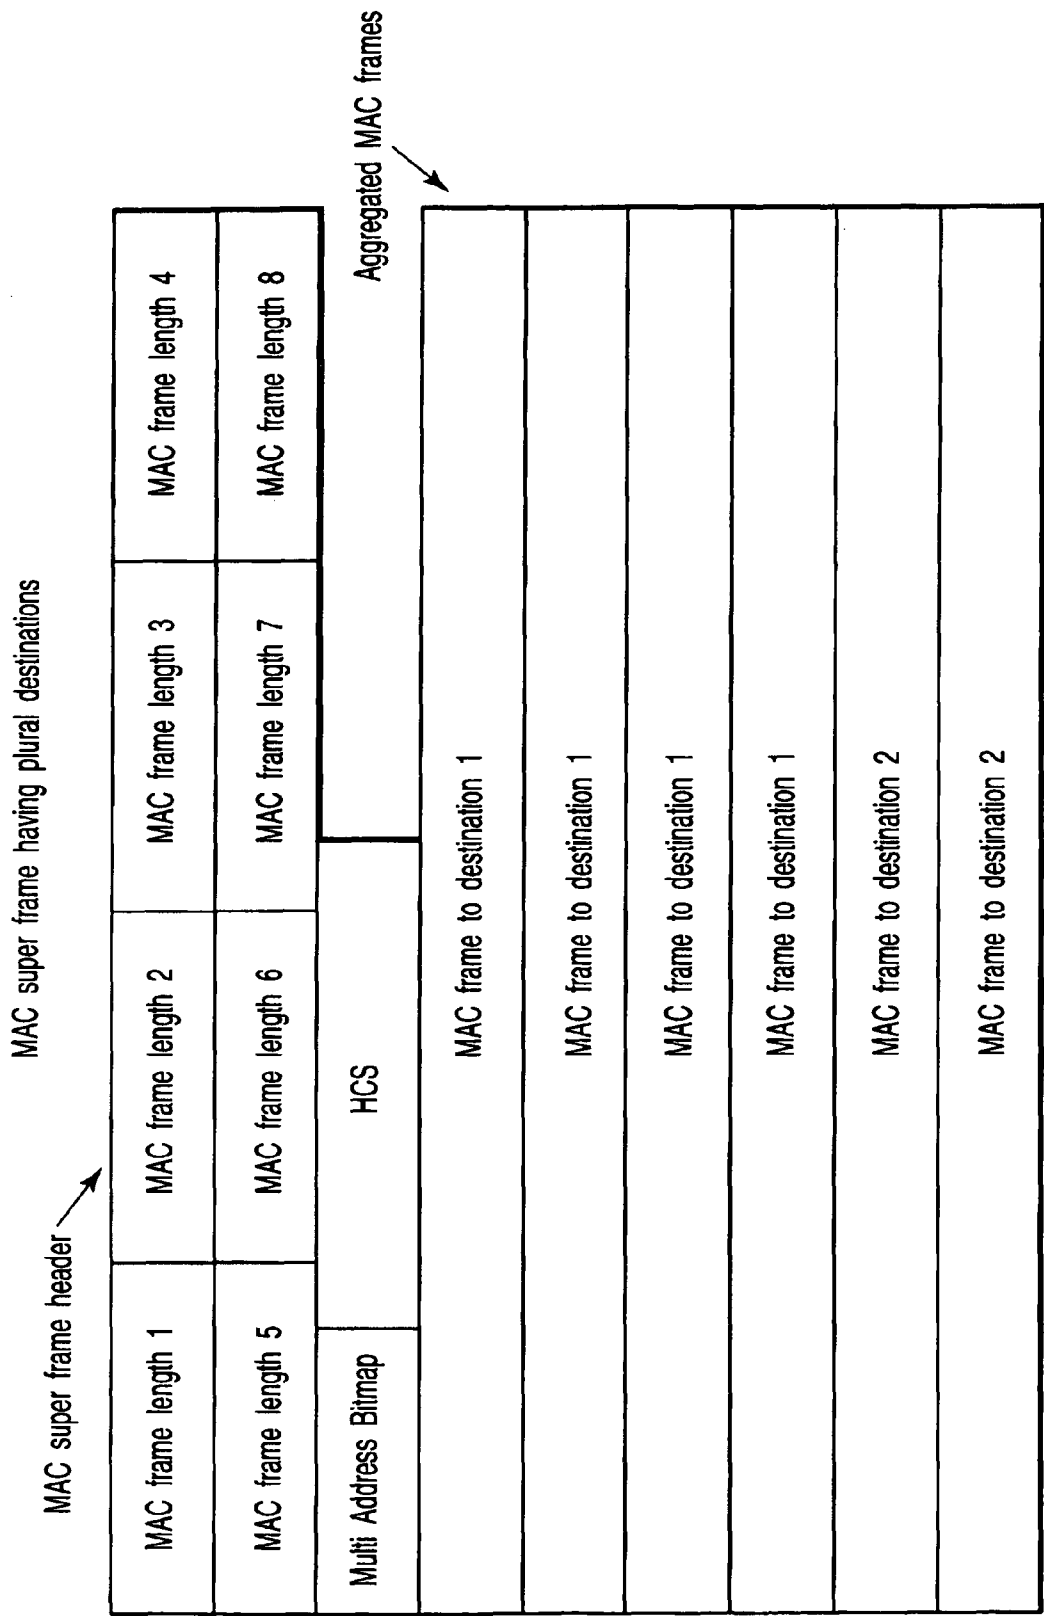 MAC super frame having plural destinations
MAC super frame header
MAC frame length 1
MAC frame length 2
MAC frame length 3
MAC frame length 4
MAC frame length 5
MAC frame length 6
MAC frame length 7
MAC frame length 8
Multi Address Bitmap
HCS
Aggregated MAC frames
MAC frame to destination 1
MAC frame to destination 1
MAC frame to destination 1
MAC frame to destination 1
MAC frame to destination 2
MAC frame to destination 2